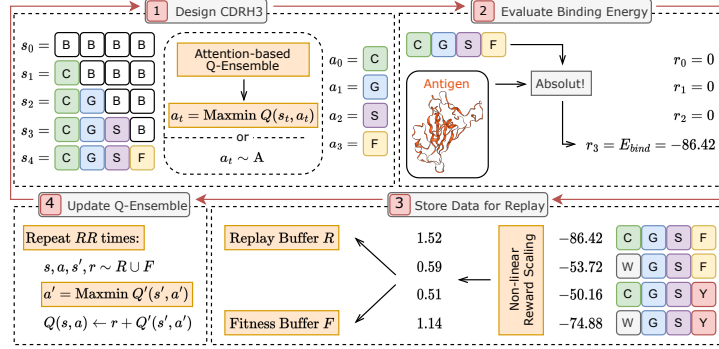 1 Design CDRH3
s₀ = B B B B
s₁ = C B B B
s₂ = C G B B
s₃ = C G S B
s₄ = C G S F
Attention-based
Q-Ensemble
aₜ = Maxmin Q(sₜ, aₜ)
or
aₜ ∼ A
a₀ = C
a₁ = G
a₂ = S
a₃ = F
2 Evaluate Binding Energy
C G S F
Antigen
Absolut!
r₀ = 0
r₁ = 0
r₂ = 0
r₃ = E_bind = −86.42
4 Update Q-Ensemble
Repeat RR times:
s, a, s′, r ∼ R ∪ F
a′ = Maxmin Q′(s′, a′)
Q(s, a) ← r + Q′(s′, a′)
3 Store Data for Replay
Replay Buffer R
Fitness Buffer F
1.52
0.59
0.51
1.14
Non-linear
Reward Scaling
−86.42 C G S F
−53.72 W G S F
−50.16 C G S Y
−74.88 W G S Y